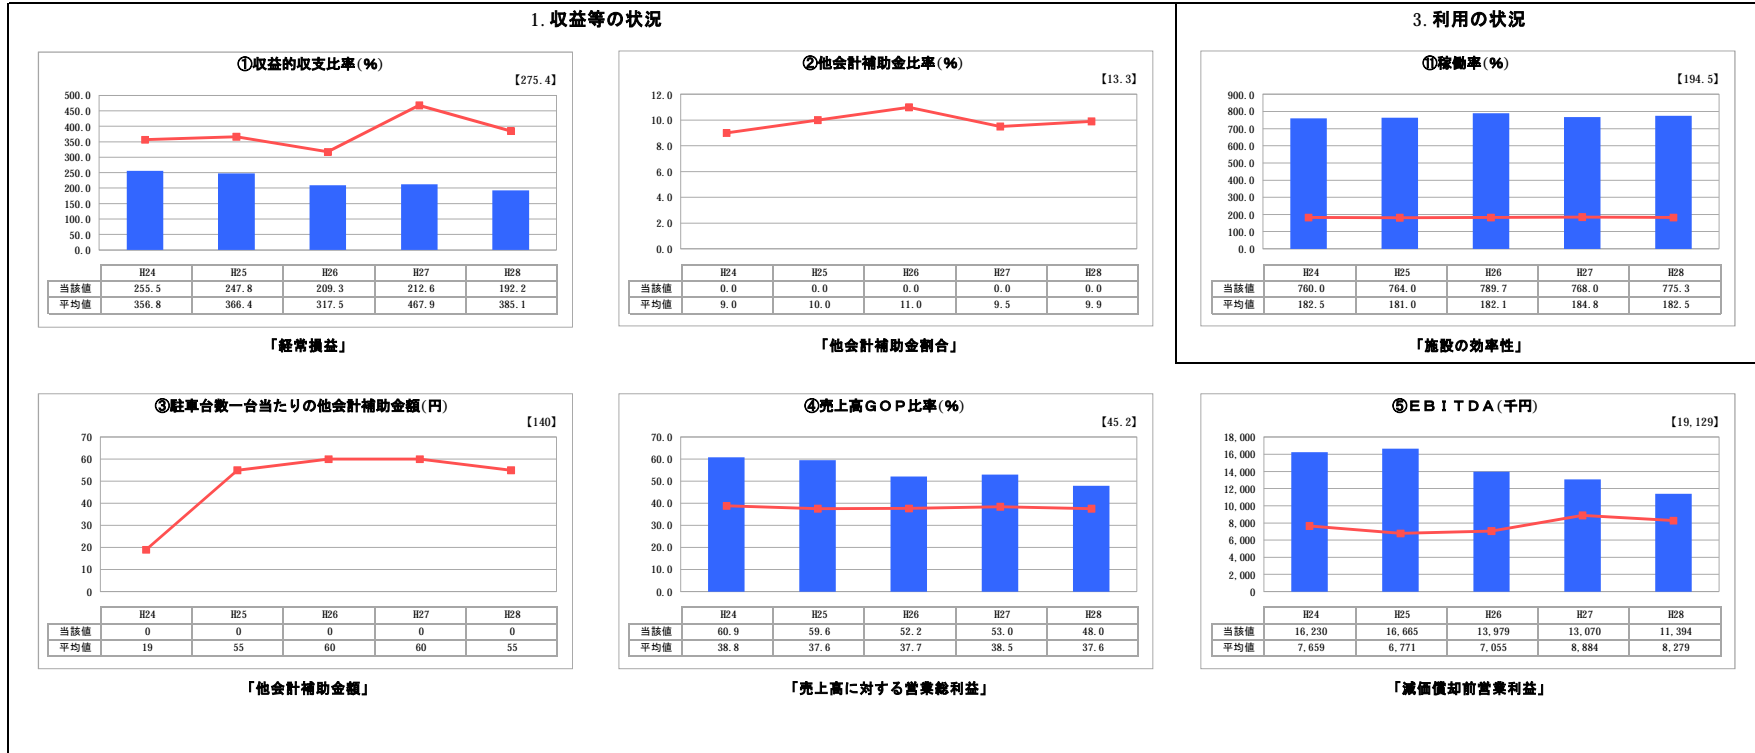 1. 収益等の状況
3. 利用の状況
①収益的収支比率(%)
【275.4】
500.0
450.0
400.0
350.0
300.0
250.0
200.0
150.0
100.0
50.0
0.0
H24 H25 H26 H27 H28
当該値 255.5 247.8 209.3 212.6 192.2
平均値 356.8 366.4 317.5 467.9 385.1
「経常損益」
②他会計補助金比率(%)
【13.3】
12.0
10.0
8.0
6.0
4.0
2.0
0.0
H24 H25 H26 H27 H28
当該値 0.0 0.0 0.0 0.0 0.0
平均値 9.0 10.0 11.0 9.5 9.9
「他会計補助金割合」
⑪稼働率(%)
【194.5】
900.0
800.0
700.0
600.0
500.0
400.0
300.0
200.0
100.0
0.0
H24 H25 H26 H27 H28
当該値 760.0 764.0 789.7 768.0 775.3
平均値 182.5 181.0 182.1 184.8 182.5
「施設の効率性」
③駐車台数一台当たりの他会計補助金額(円)
【140】
70
60
50
40
30
20
10
0
H24 H25 H26 H27 H28
当該値 0 0 0 0 0
平均値 19 55 60 60 55
「他会計補助金額」
④売上高GOP比率(%)
【45.2】
70.0
60.0
50.0
40.0
30.0
20.0
10.0
0.0
H24 H25 H26 H27 H28
当該値 60.9 59.6 52.2 53.0 48.0
平均値 38.8 37.6 37.7 38.5 37.6
「売上高に対する営業総利益」
⑤EBITDA(千円)
【19,129】
18,000
16,000
14,000
12,000
10,000
8,000
6,000
4,000
2,000
0
H24 H25 H26 H27 H28
当該値 16,230 16,665 13,979 13,070 11,394
平均値 7,659 6,771 7,055 8,884 8,279
「減価償却前営業利益」